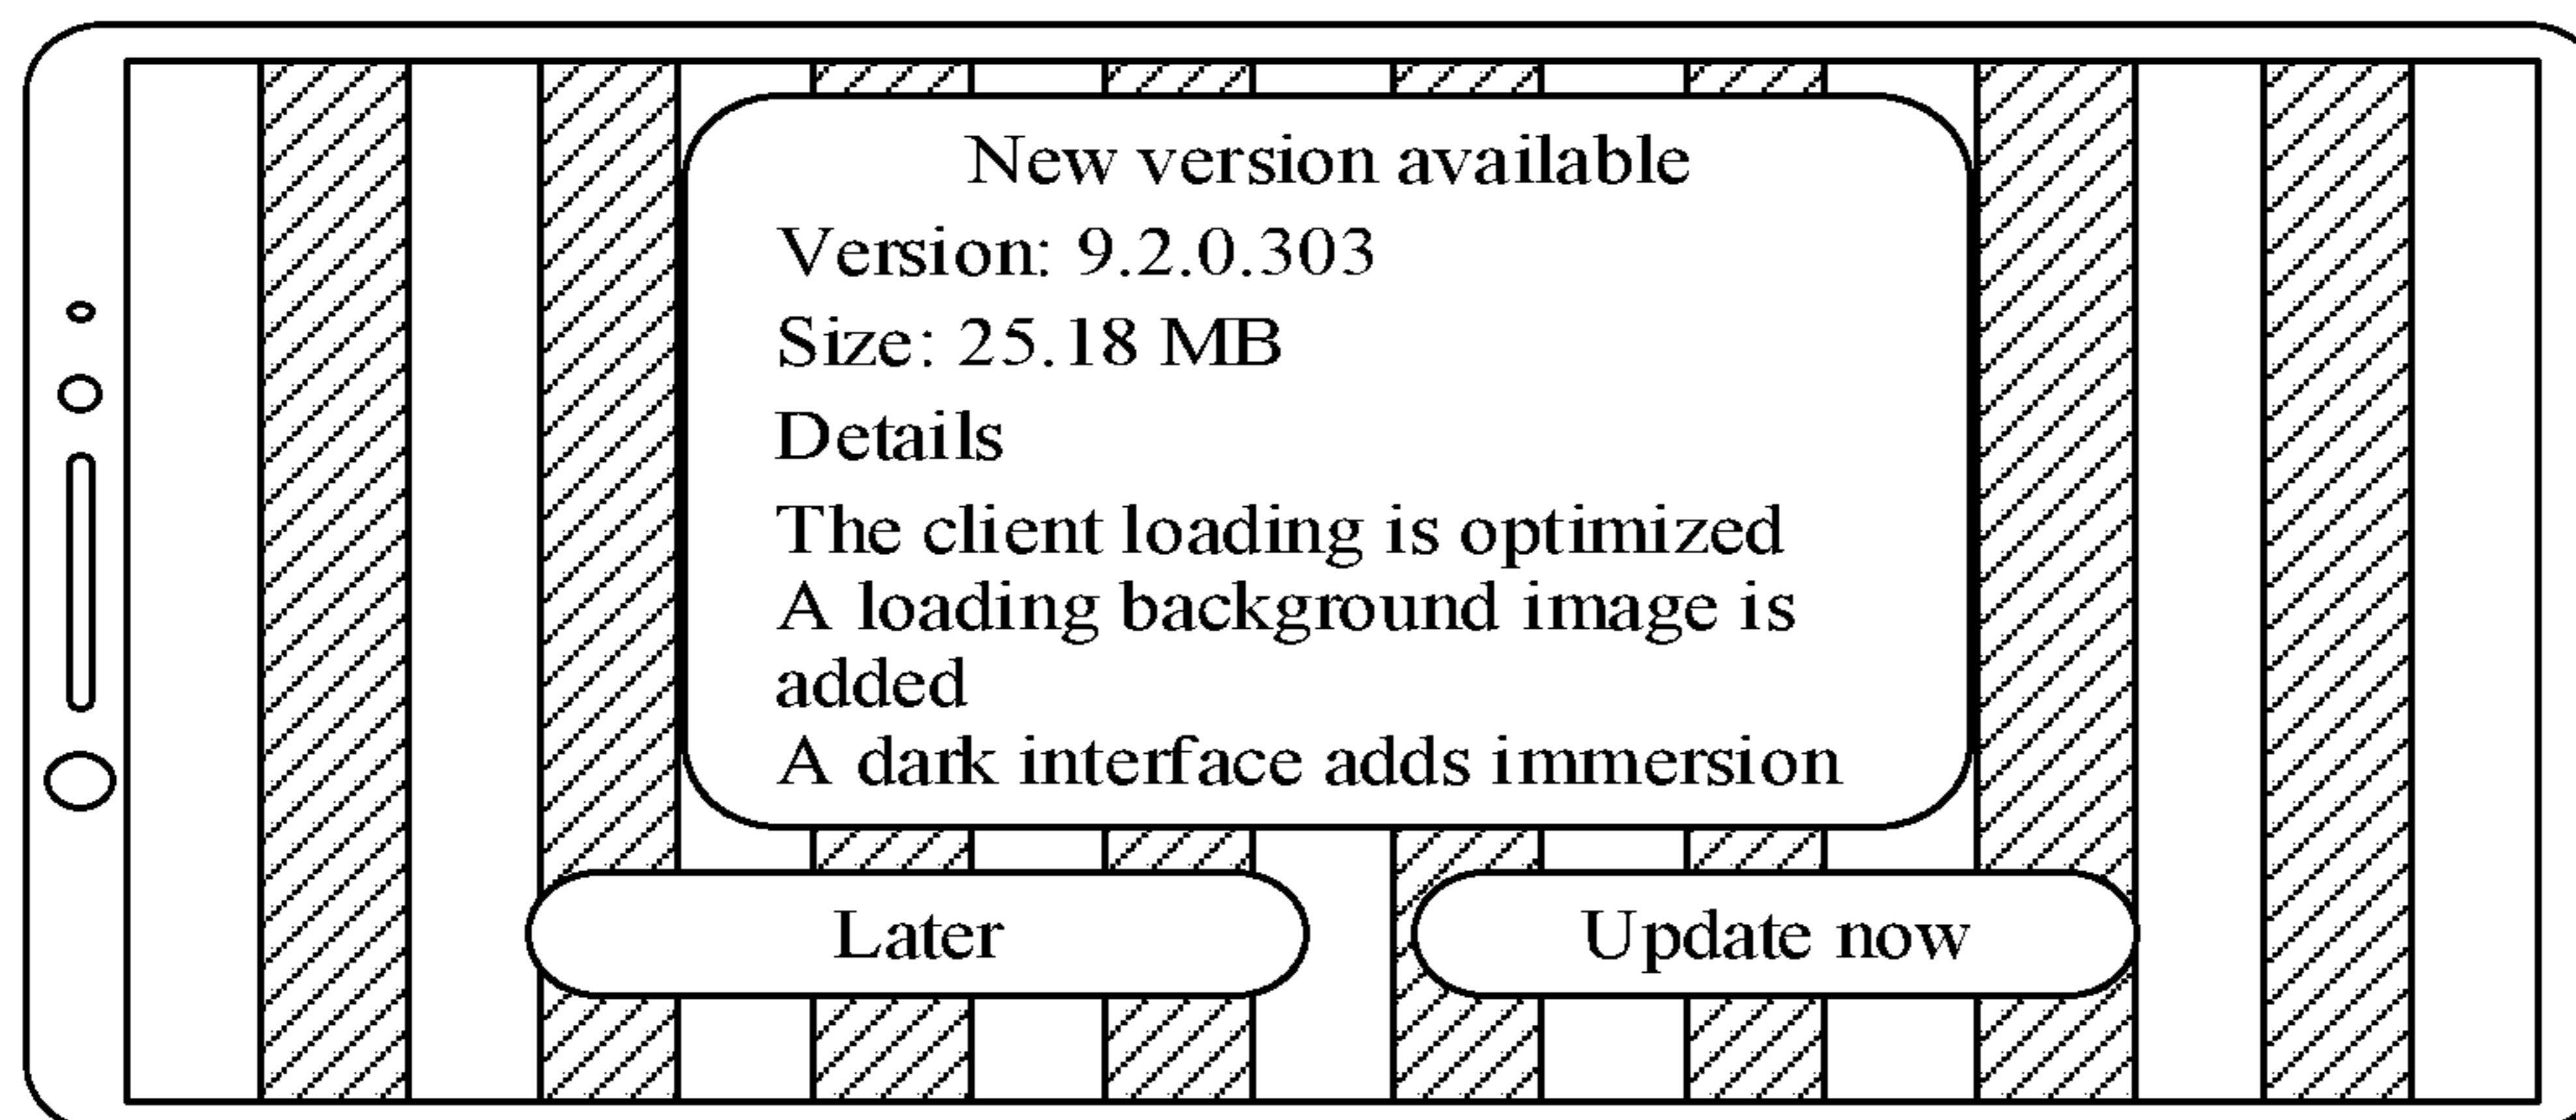 New version available
Version: 9.2.0.303
Size: 25.18 MB
Details
The client loading is optimized
A loading background image is
added
A dark interface adds immersion
Later
Update now